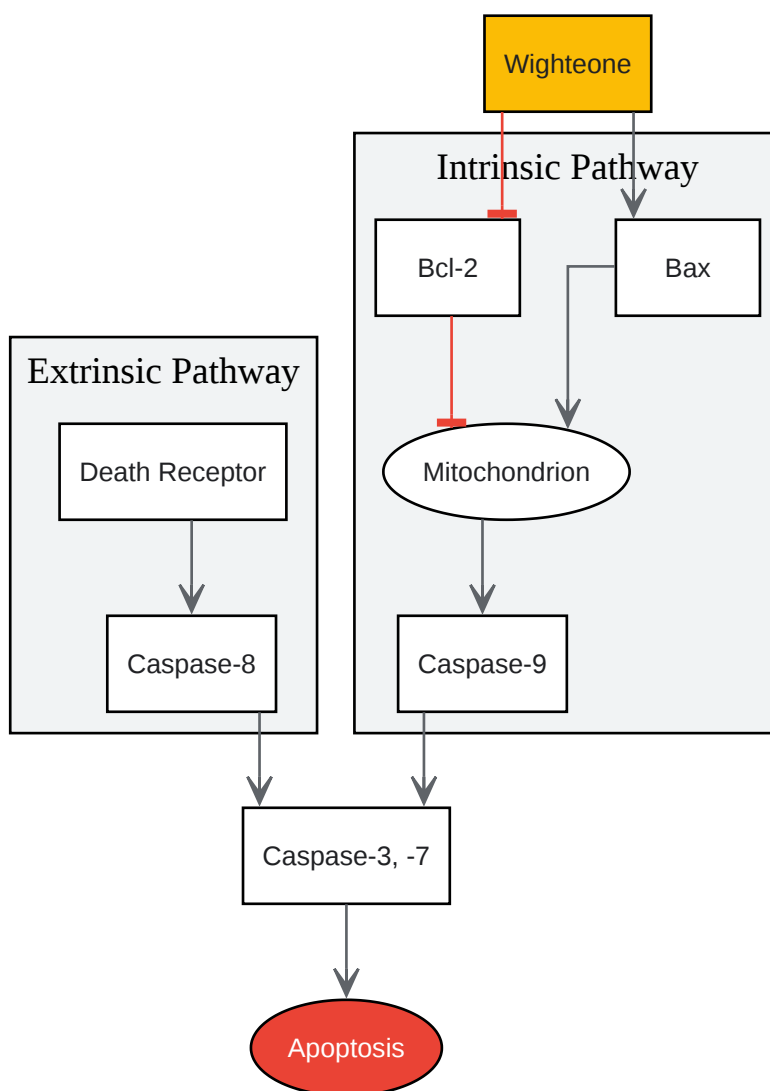 Wighteone
Intrinsic Pathway
Bcl-2
Bax
Extrinsic Pathway
Death Receptor
Mitochondrion
Caspase-8
Caspase-9
Caspase-3, -7
Apoptosis